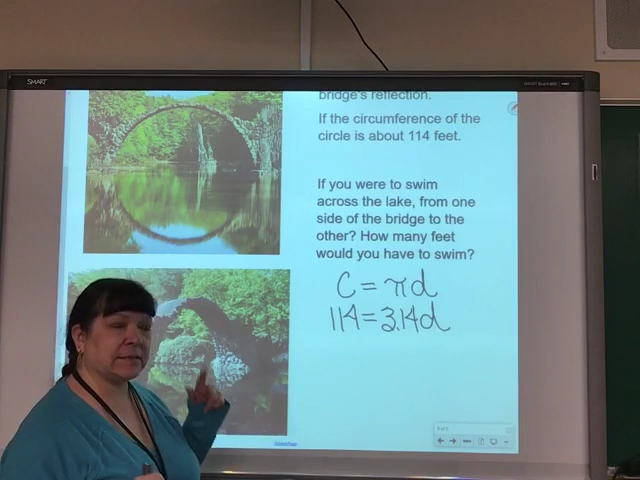 SMART
bridge's reflection.
If the circumference of the
circle is about 114 feet.
If you were to swim
across the lake, from one
side of the bridge to the
other? How many feet
would you have to swim?
C = πd
114 = 3.14d